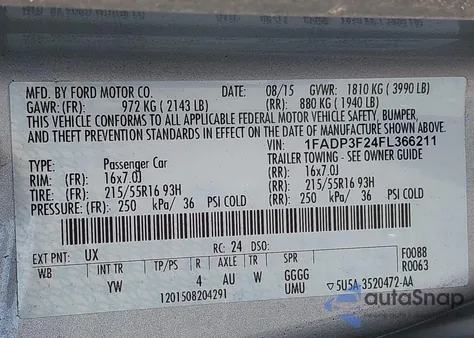 MFD. BY FORD MOTOR CO. DATE: 08/15 GVWR: 1810 KG ( 3990 LB)
GAWR: (FR): 972 KG ( 2143 LB) (RR): 880 KG ( 1940 LB)
THIS VEHICLE CONFORMS TO ALL APPLICABLE FEDERAL SAFETY, BUMPER,
AND THEFT PREVENTION STANDARDS IN EFFECT ON THE DATE OF MANUFACTURE SHOWN ABOVE.
VIN: 1FADP3F24FL366211
TYPE: Passenger Car TRAILER TOWING - SEE OWNER GUIDE
RIM: (FR): 16x7.0J (RR): 16x7.0J
TIRE: (FR): 215/55R16 93H (RR): 215/55R16 93H
PRESS: (FR): 250 kPa/ 36 PSI COLD (RR): 250 kPa/ 36 PSI COLD
EXT PNT: UX RC: 24 DSO:
WB INT TR TP/PS R AXLE TR SPR F0088
YW 4 AU W GGGG R0063
UMU
1201508204291 ▽5U5A 3520472-AA
autoSnap